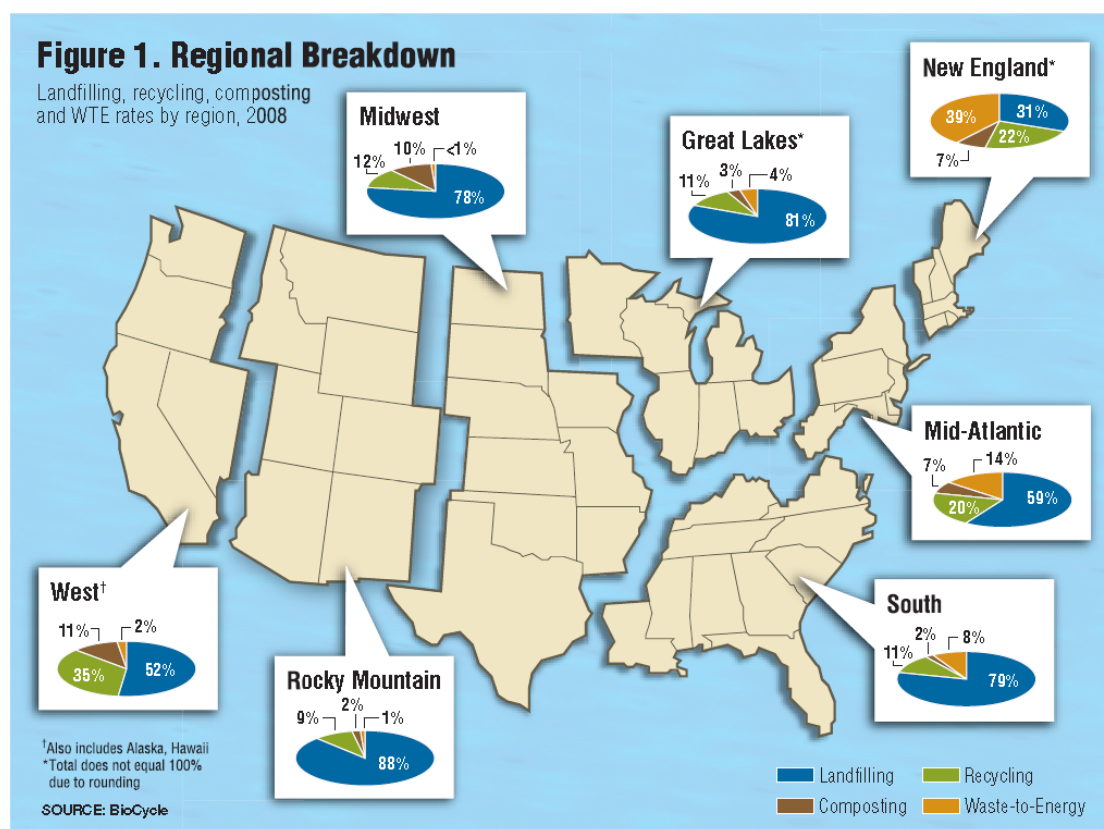 Figure 1. Regional Breakdown
Landfilling, recycling, composting
and WTE rates by region, 2008
Midwest
10%
<1%
12%
78%
Great Lakes*
3%
4%
11%
81%
New England*
39%
31%
22%
7%
Mid-Atlantic
7%
14%
20%
59%
West†
11%
2%
35%
52%
Rocky Mountain
2%
9%
1%
88%
South
2%
8%
11%
79%
†Also includes Alaska, Hawaii
*Total does not equal 100%
due to rounding
SOURCE: BioCycle
Landfilling
Recycling
Composting
Waste-to-Energy